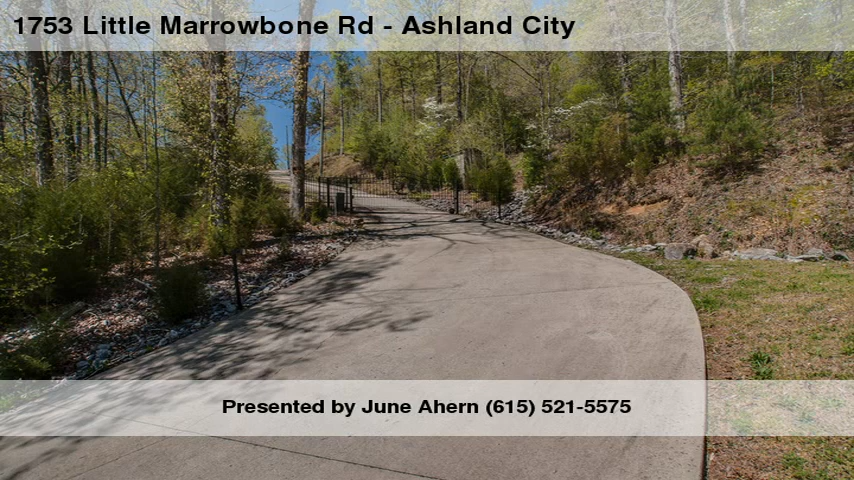 1753 Little Marrowbone Rd - Ashland City
Presented by June Ahern (615) 521-5575